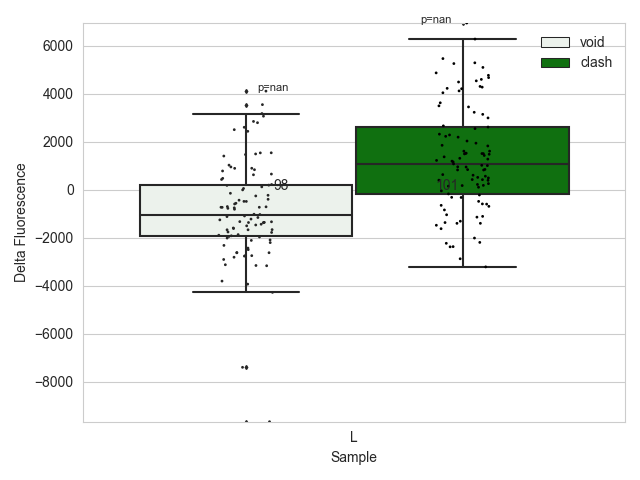 p=nan
6000
void
clash
4000
p=nan
2000
0
98
101
−2000
−4000
−6000
−8000
Delta Fluorescence
L
Sample